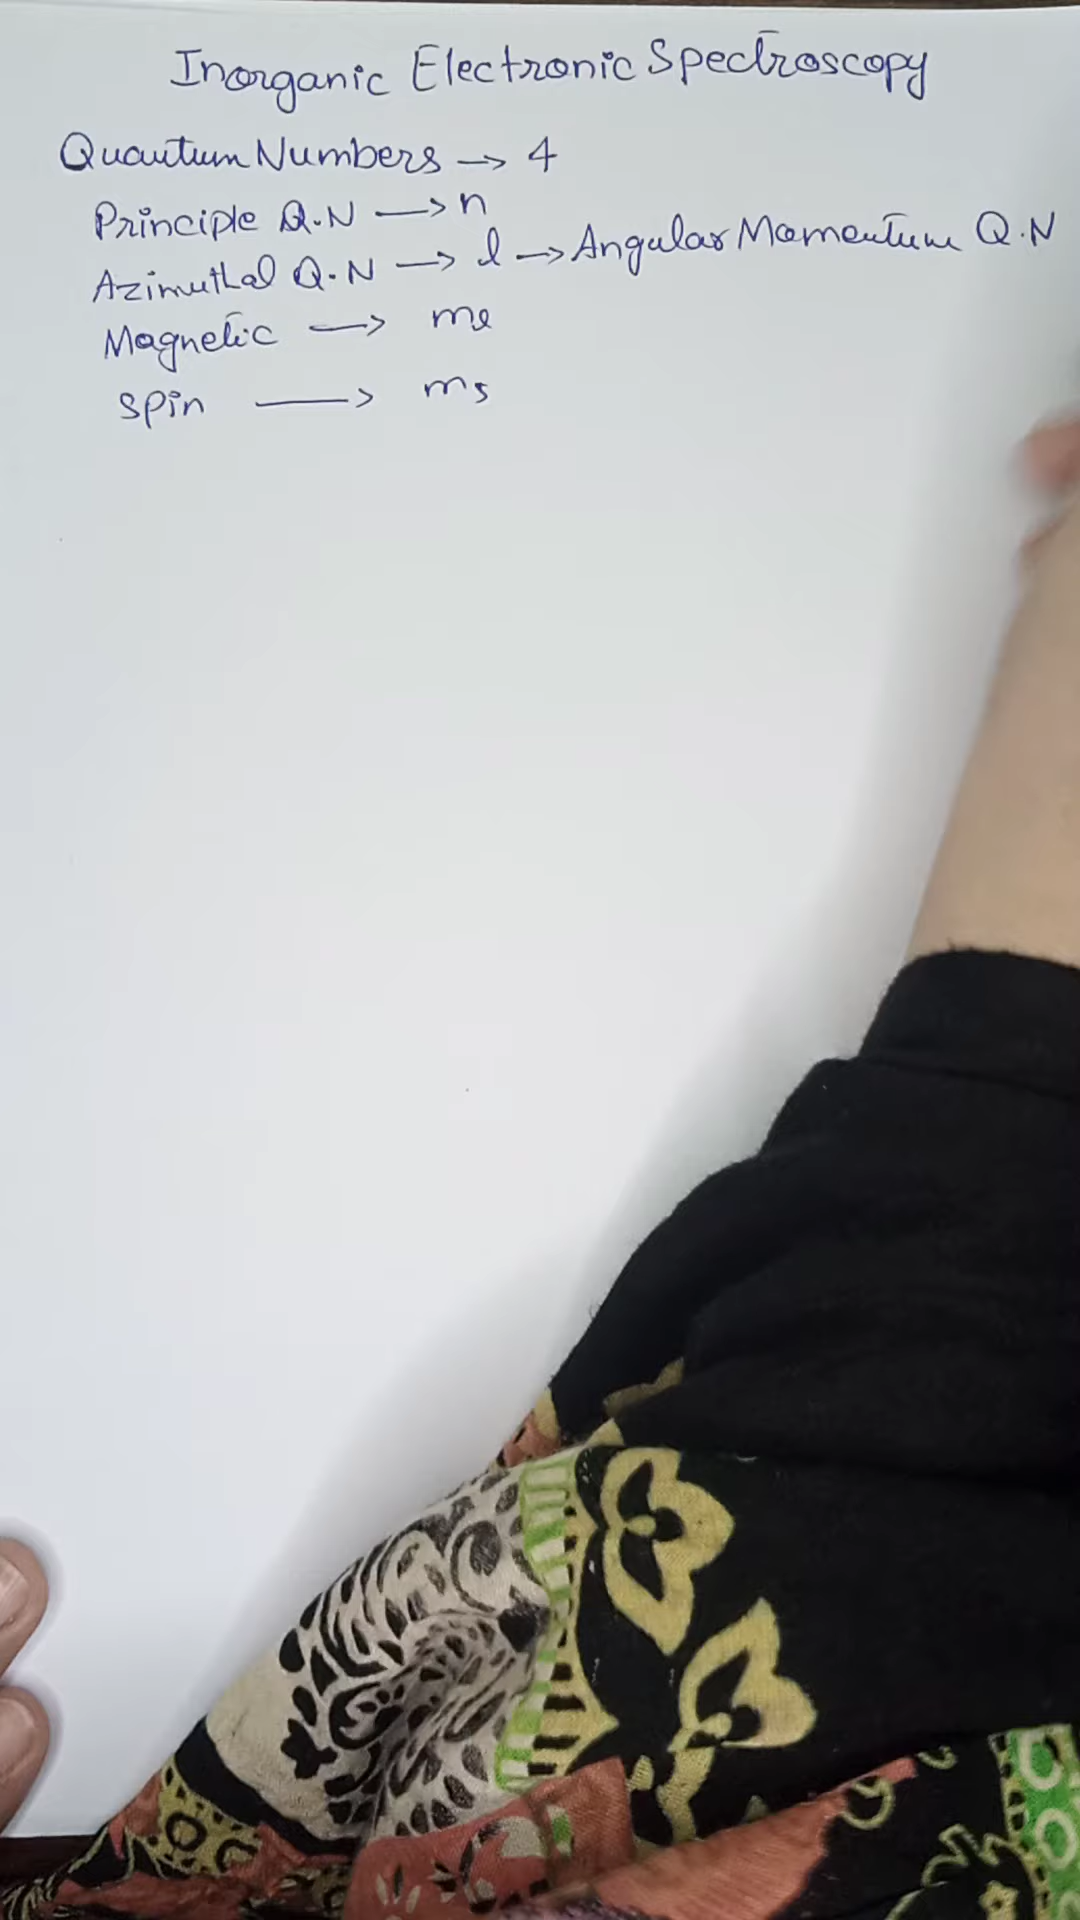 Inorganic Electronic Spectroscopy
Quantum Numbers → 4
Principle Q.N → n
Azimuthal Q.N → l → Angular Momentum Q.N
Magnetic → ml
Spin → ms